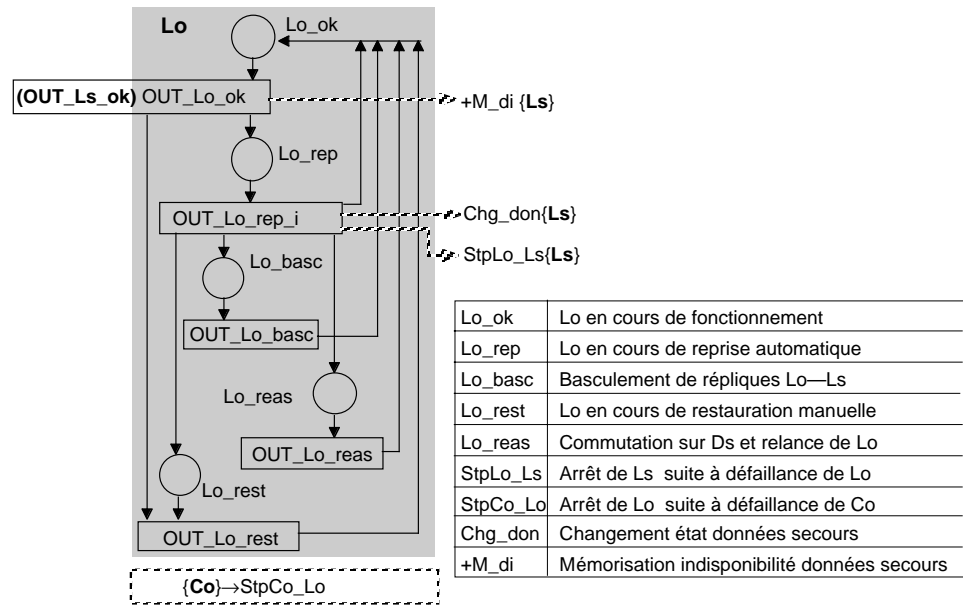 Lo
Lo_ok
(OUT_Ls_ok) OUT_Lo_ok
+M_di {Ls}
Lo_rep
OUT_Lo_rep_i
Chg_don{Ls}
StpLo_Ls{Ls}
Lo_basc
OUT_Lo_basc
Lo_reas
OUT_Lo_reas
Lo_rest
OUT_Lo_rest
{Co}→StpCo_Lo
Lo_ok Lo en cours de fonctionnement
Lo_rep Lo en cours de reprise automatique
Lo_basc Basculement de répliques Lo—Ls
Lo_rest Lo en cours de restauration manuelle
Lo_reas Commutation sur Ds et relance de Lo
StpLo_Ls Arrêt de Ls suite à défaillance de Lo
StpCo_Lo Arrêt de Lo suite à défaillance de Co
Chg_don Changement état données secours
+M_di Mémorisation indisponibilité données secours